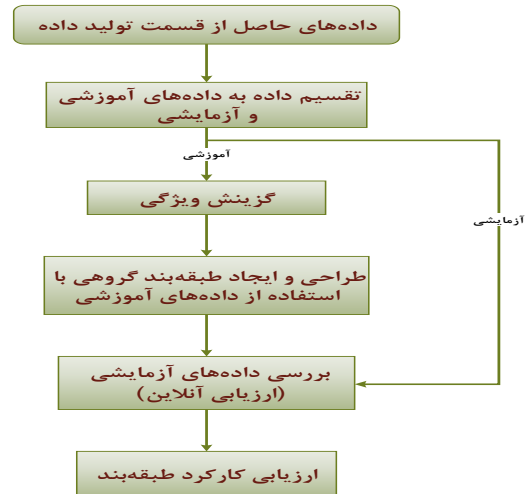 داده‌های حاصل از قسمت تولید داده
تقسیم داده به داده‌های آموزشی
و آزمایشی
آموزشی
آزمایشی
گزینش ویژگی
طراحی و ایجاد طبقه‌بند گروهی با
استفاده از داده‌های آموزشی
بررسی داده‌های آزمایشی
(ارزیابی آنلاین)
ارزیابی کارکرد طبقه‌بند